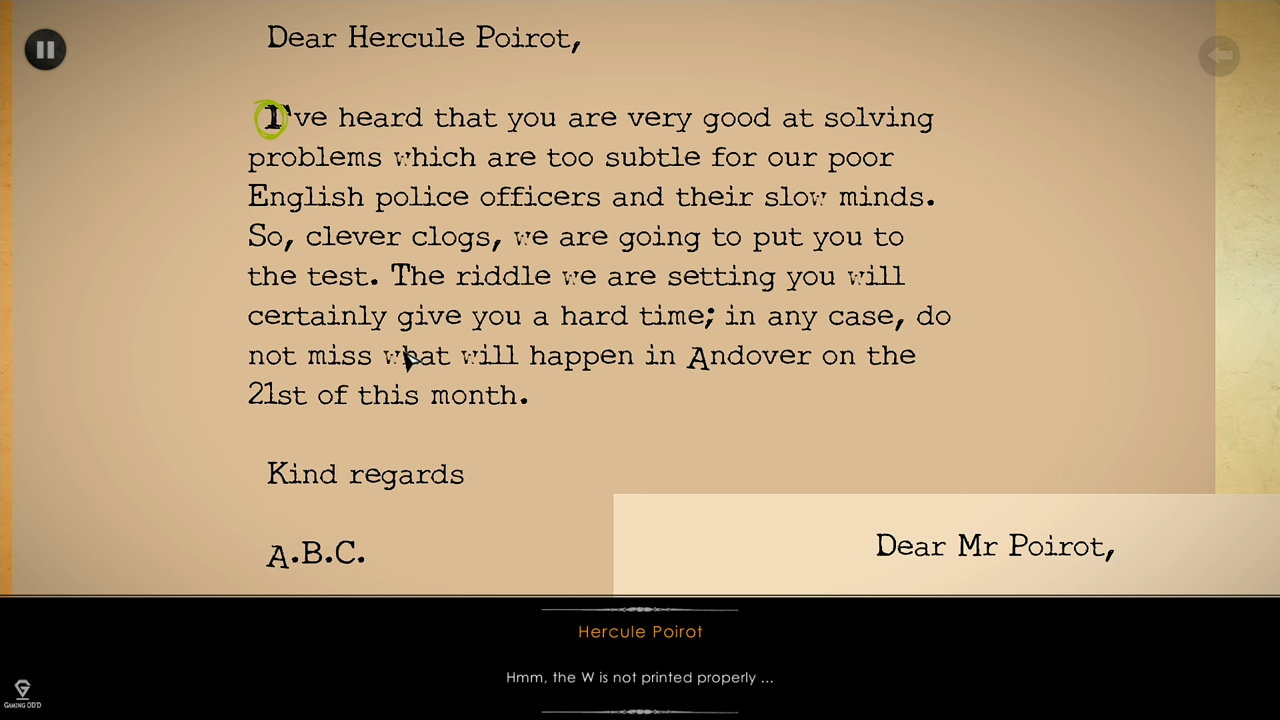 Dear Hercule Poirot,
I've heard that you are very good at solving
problems which are too subtle for our poor
English police officers and their slow minds.
So, clever clogs, we are going to put you to
the test. The riddle we are setting you will
certainly give you a hard time; in any case, do
not miss what will happen in Andover on the
21st of this month.
Kind regards
A.B.C.
Dear Mr Poirot,
Hercule Poirot
Hmm, the W is not printed properly ...
GAMING ODD